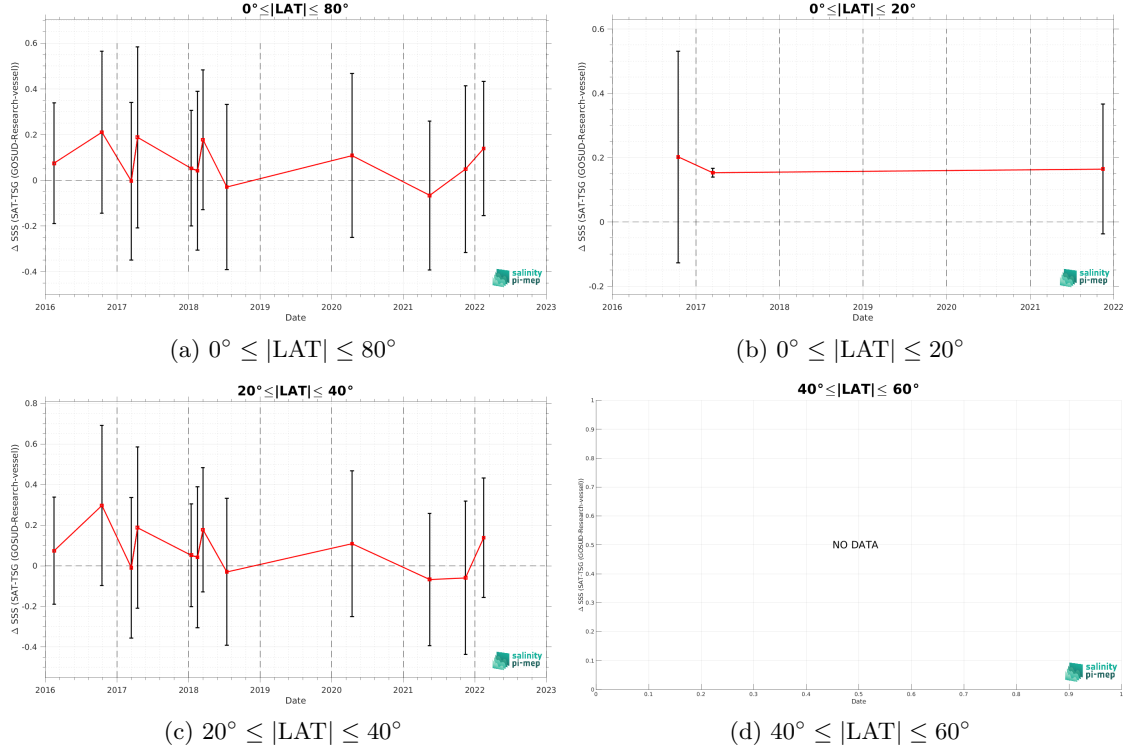 0°≤|LAT|≤ 80°
Δ SSS (SAT-TSG (GOSUD-Research-vessel))
0.6
0.4
0.2
0
-0.2
-0.4
2016 2017 2018 2019 2020 2021 2022 2023
Date
salinity
pi-mep
(a) 0° ≤ |LAT| ≤ 80°
0°≤|LAT|≤ 20°
Δ SSS (SAT-TSG (GOSUD-Research-vessel))
0.6
0.4
0.2
0
-0.2
2016 2017 2018 2019 2020 2021 2022
Date
salinity
pi-mep
(b) 0° ≤ |LAT| ≤ 20°
20°≤|LAT|≤ 40°
Δ SSS (SAT-TSG (GOSUD-Research-vessel))
0.8
0.6
0.4
0.2
0
-0.2
-0.4
2016 2017 2018 2019 2020 2021 2022 2023
Date
salinity
pi-mep
(c) 20° ≤ |LAT| ≤ 40°
40°≤|LAT|≤ 60°
Δ SSS (SAT-TSG (GOSUD-Research-vessel))
1
0.9
0.8
0.7
0.6
0.5
0.4
0.3
0.2
0.1
0
NO DATA
0 0.1 0.2 0.3 0.4 0.5 0.6 0.7 0.8 0.9 1
Date
salinity
pi-mep
(d) 40° ≤ |LAT| ≤ 60°